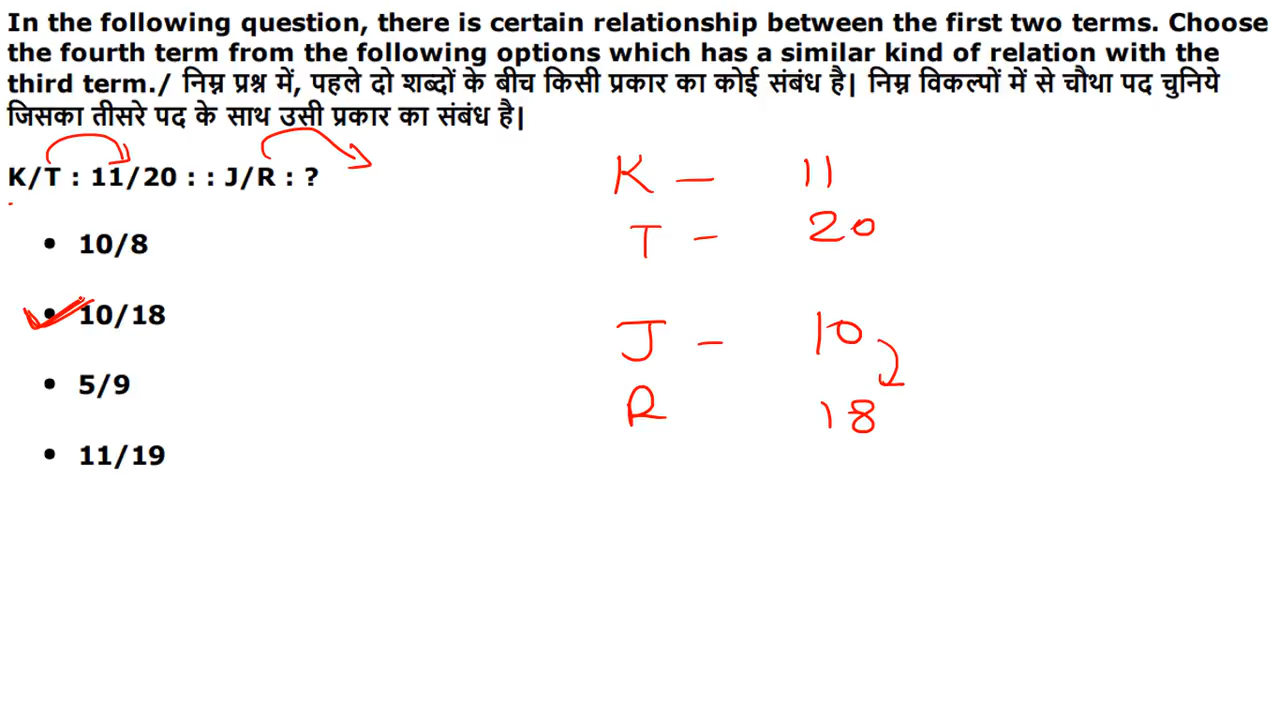 In the following question, there is certain relationship between the first two terms. Choose
the fourth term from the following options which has a similar kind of relation with the
third term./ निम्न प्रश्न में, पहले दो शब्दों के बीच किसी प्रकार का कोई संबंध है| निम्न विकल्पों में से चौथा पद चुनिये
जिसका तीसरे पद के साथ उसी प्रकार का संबंध है|
K/T : 11/20 : : J/R : ?
• 10/8
• 10/18
• 5/9
• 11/19
K — 11
T - 20
J - 10
R 18